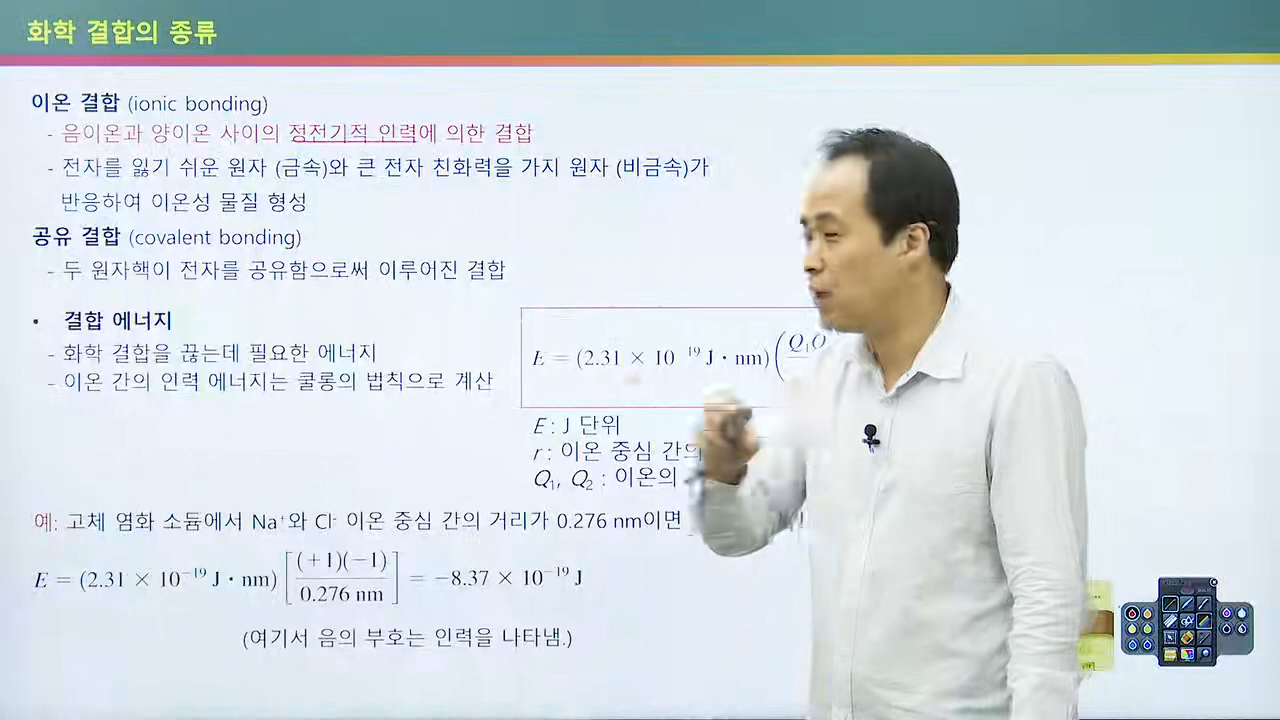 화학 결합의 종류
이온 결합 (ionic bonding)
- 음이온과 양이온 사이의 정전기적 인력에 의한 결합
- 전자를 잃기 쉬운 원자 (금속)와 큰 전자 친화력을 가지 원자 (비금속)가
반응하여 이온성 물질 형성
공유 결합 (covalent bonding)
- 두 원자핵이 전자를 공유함으로써 이루어진 결합
• 결합 에너지
- 화학 결합을 끊는데 필요한 에너지
- 이온 간의 인력 에너지는 쿨롱의 법칙으로 계산
E = (2.31 × 10⁻¹⁹ J · nm)(Q₁Q
E : J 단위
r : 이온 중심 간의
Q₁, Q₂ : 이온의
예: 고체 염화 소듐에서 Na⁺와 Cl⁻ 이온 중심 간의 거리가 0.276 nm이면
E = (2.31 × 10⁻¹⁹ J · nm) [(+1)(−1) / 0.276 nm] = −8.37 × 10⁻¹⁹ J
(여기서 음의 부호는 인력을 나타냄.)